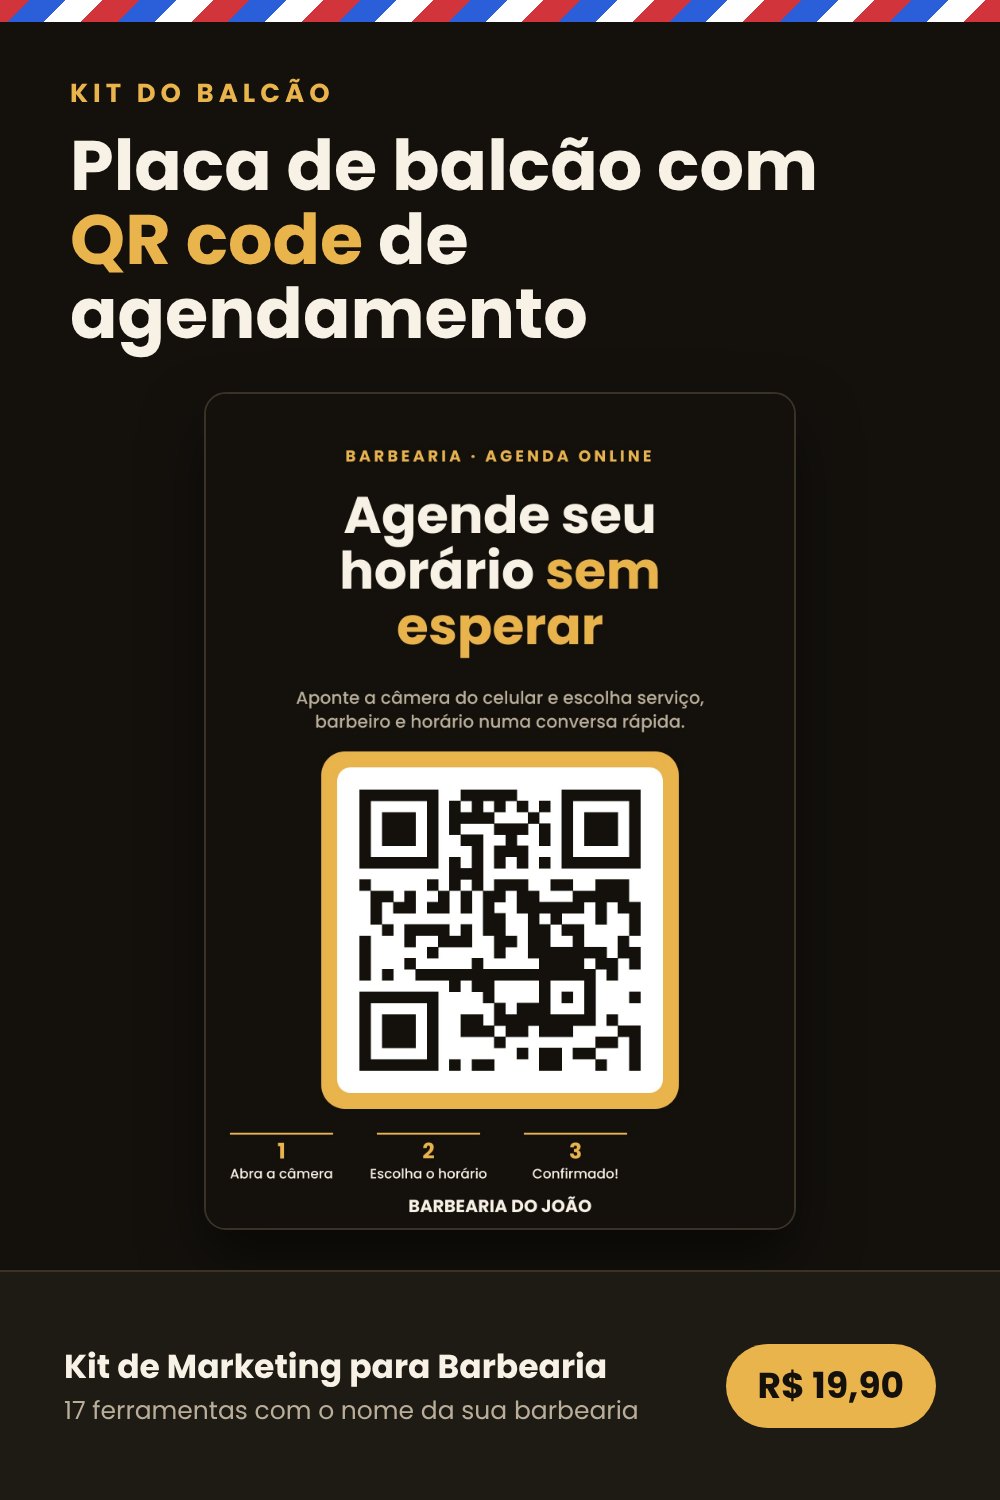 KIT DO BALCÃO
Placa de balcão com
QR code de
agendamento
BARBEARIA · AGENDA ONLINE
Agende seu
horário sem
esperar
Aponte a câmera do celular e escolha serviço,
barbeiro e horário numa conversa rápida.
1
Abra a câmera
2
Escolha o horário
3
Confirmado!
BARBEARIA DO JOÃO
Kit de Marketing para Barbearia
17 ferramentas com o nome da sua barbearia
R$ 19,90